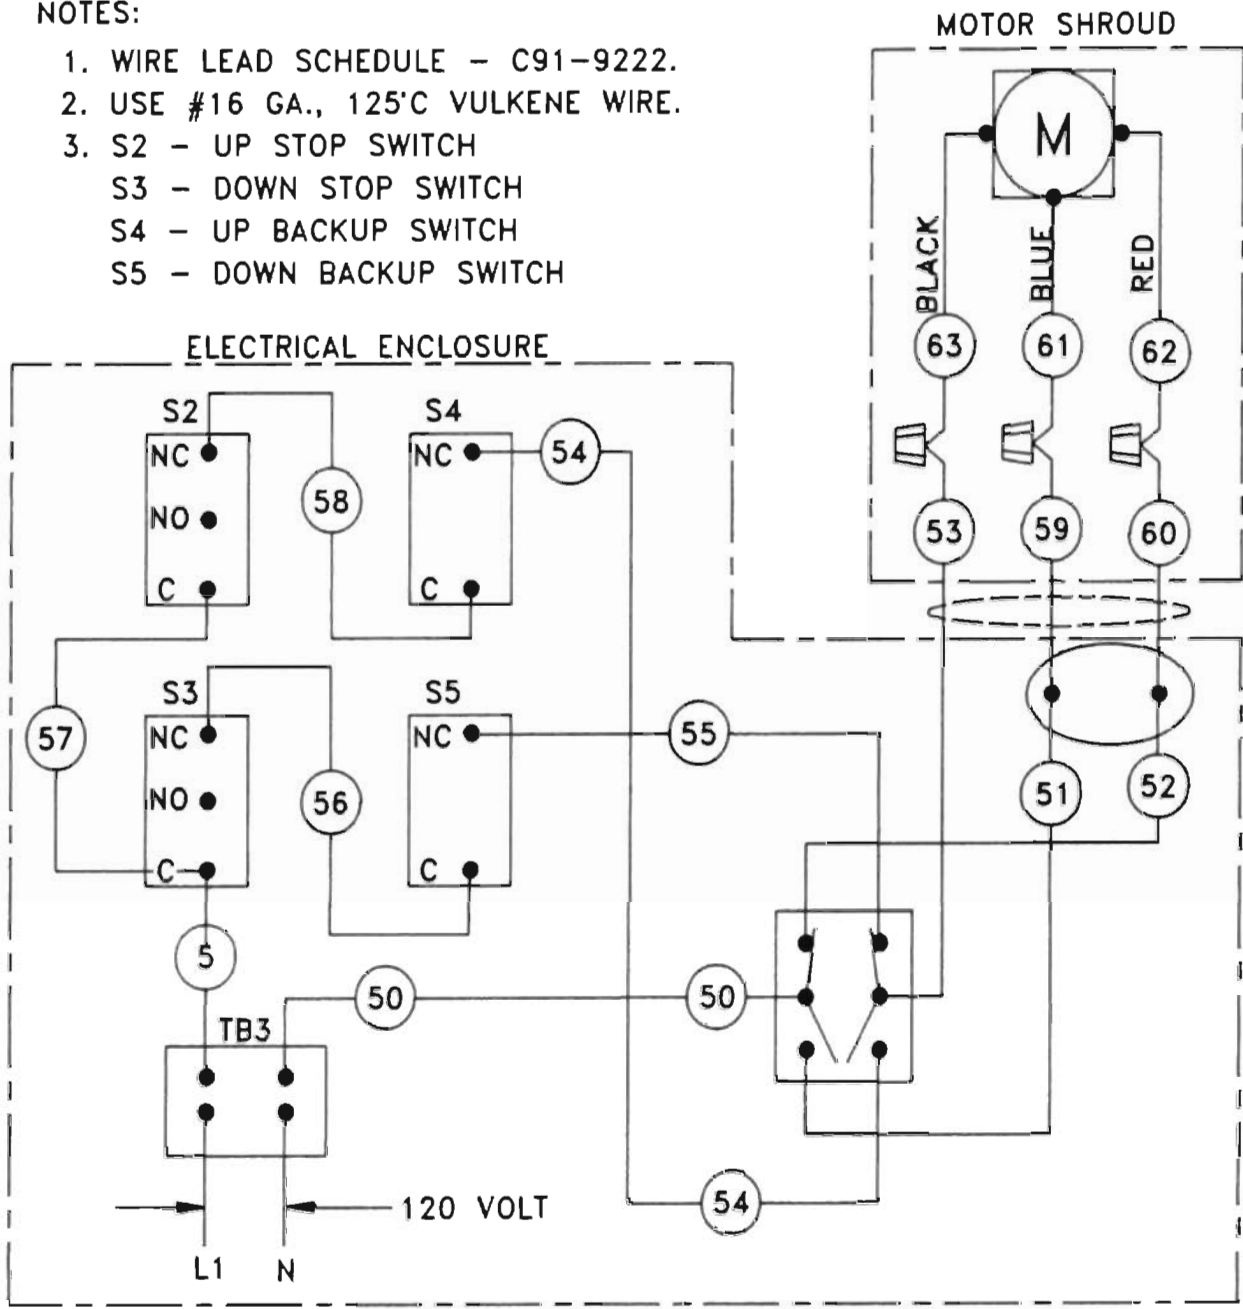 NOTES:
1. WIRE LEAD SCHEDULE - C91-9222.
2. USE #16 GA., 125°C VULKENE WIRE.
3. S2 - UP STOP SWITCH
S3 - DOWN STOP SWITCH
S4 - UP BACKUP SWITCH
S5 - DOWN BACKUP SWITCH
MOTOR SHROUD
M
BLACK
BLUE
RED
63
61
62
53
59
60
ELECTRICAL ENCLOSURE
S2
NC
NO
C
58
S4
NC
C
54
57
S3
NC
NO
C
56
S5
NC
C
55
51
52
5
50
50
TB3
54
120 VOLT
L1
N